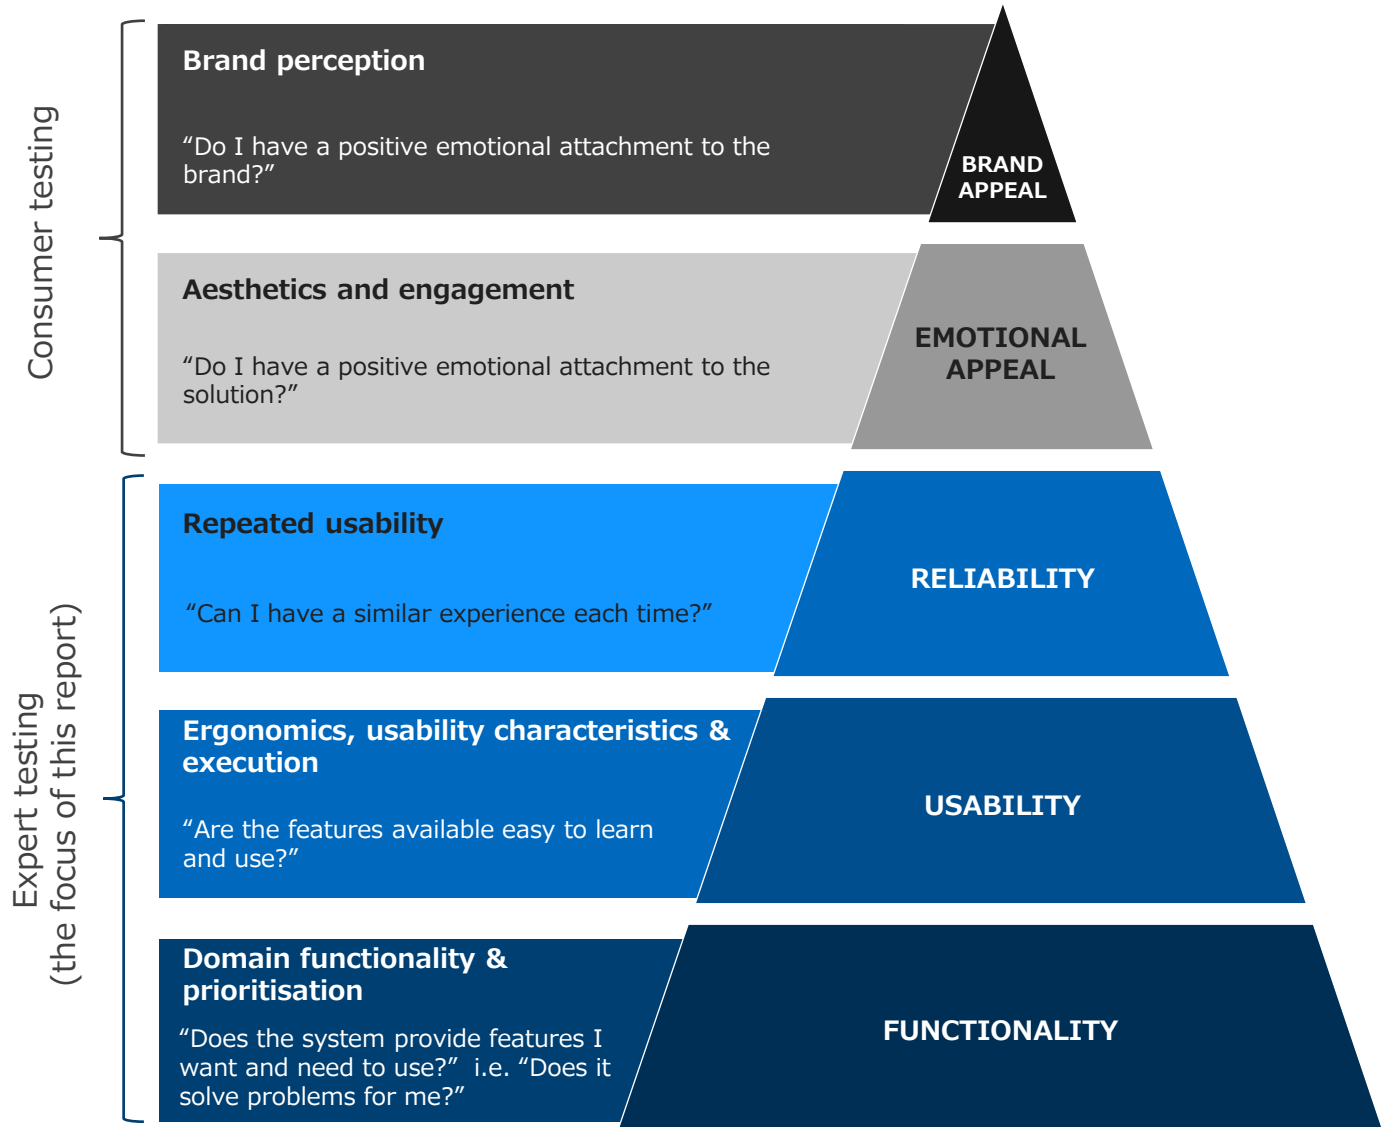 Consumer testing
Brand perception
“Do I have a positive emotional attachment to the
brand?”
BRAND
APPEAL
Aesthetics and engagement
“Do I have a positive emotional attachment to the
solution?”
EMOTIONAL
APPEAL
Expert testing
(the focus of this report)
Repeated usability
“Can I have a similar experience each time?”
RELIABILITY
Ergonomics, usability characteristics &
execution
“Are the features available easy to learn
and use?”
USABILITY
Domain functionality &
prioritisation
“Does the system provide features I
want and need to use?”  i.e. “Does it
solve problems for me?”
FUNCTIONALITY